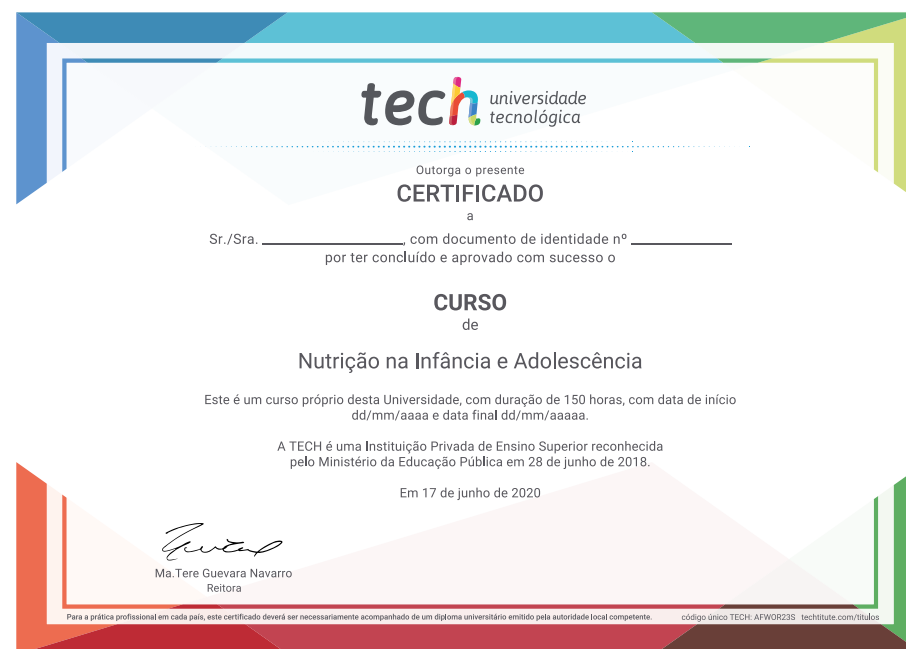 tech universidade
tecnológica
Outorga o presente
CERTIFICADO
a
Sr./Sra. ____________, com documento de identidade nº ____________
por ter concluído e aprovado com sucesso o
CURSO
de
Nutrição na Infância e Adolescência
Este é um curso próprio desta Universidade, com duração de 150 horas, com data de início
dd/mm/aaaa e data final dd/mm/aaaaa.
A TECH é uma Instituição Privada de Ensino Superior reconhecida
pelo Ministério da Educação Pública em 28 de junho de 2018.
Em 17 de junho de 2020
Ma.Tere Guevara Navarro
Reitora
Para a prática profissional em cada país, este certificado deverá ser necessariamente acompanhado de um diploma universitário emitido pela autoridade local competente. código único TECH: AFWOR23S techtitute.com/titulos